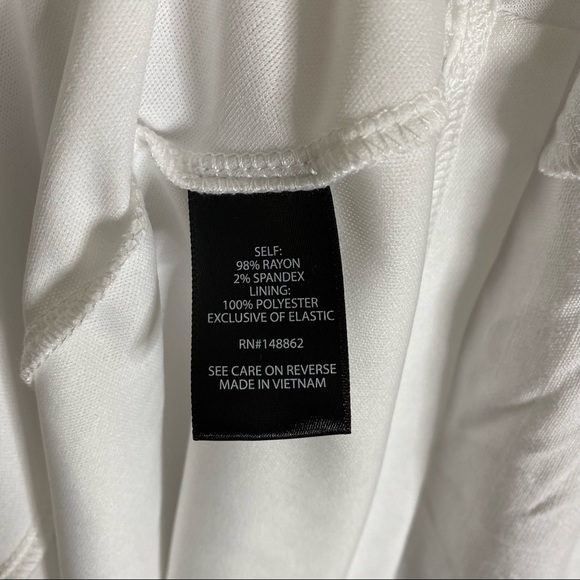 SELF:
98% RAYON
2% SPANDEX
LINING:
100% POLYESTER
EXCLUSIVE OF ELASTIC
RN#148862
SEE CARE ON REVERSE
MADE IN VIETNAM